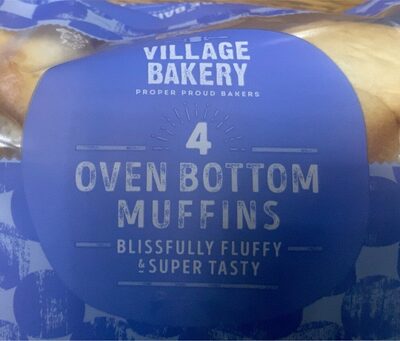 VILLAGE
BAKERY
PROPER PROUD BAKERS
4
OVEN BOTTOM
MUFFINS
BLISSFULLY FLUFFY
& SUPER TASTY